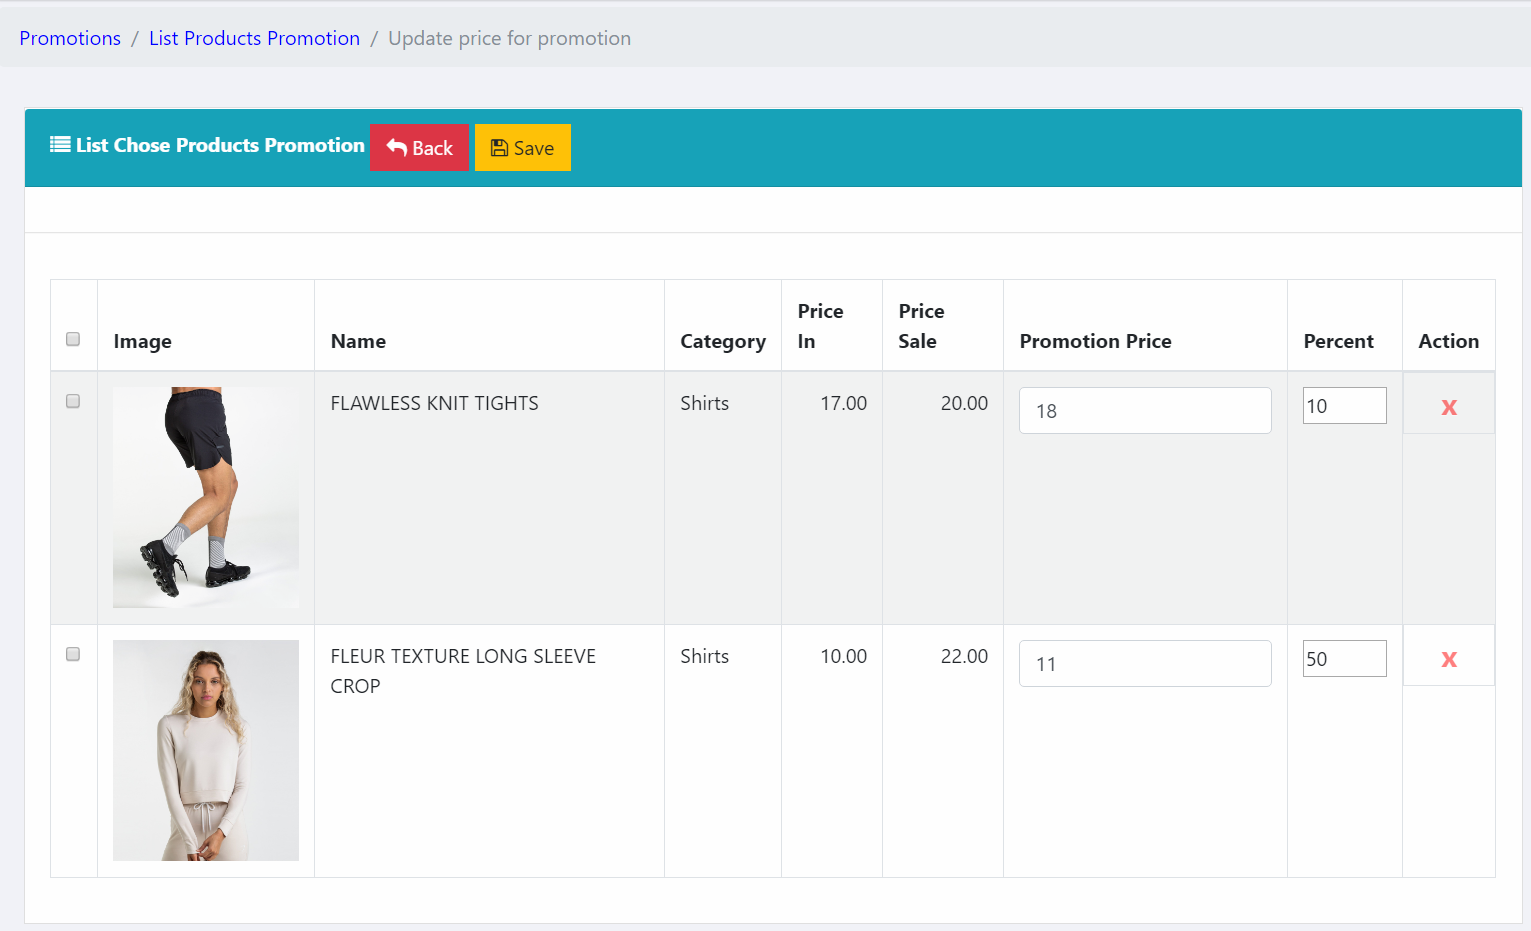 Promotions / List Products Promotion / Update price for promotion
List Chose Products Promotion Back Save
Image Name Category Price In Price Sale Promotion Price Percent Action
FLAWLESS KNIT TIGHTS Shirts 17.00 20.00 18 10 X
FLEUR TEXTURE LONG SLEEVE CROP Shirts 10.00 22.00 11 50 X